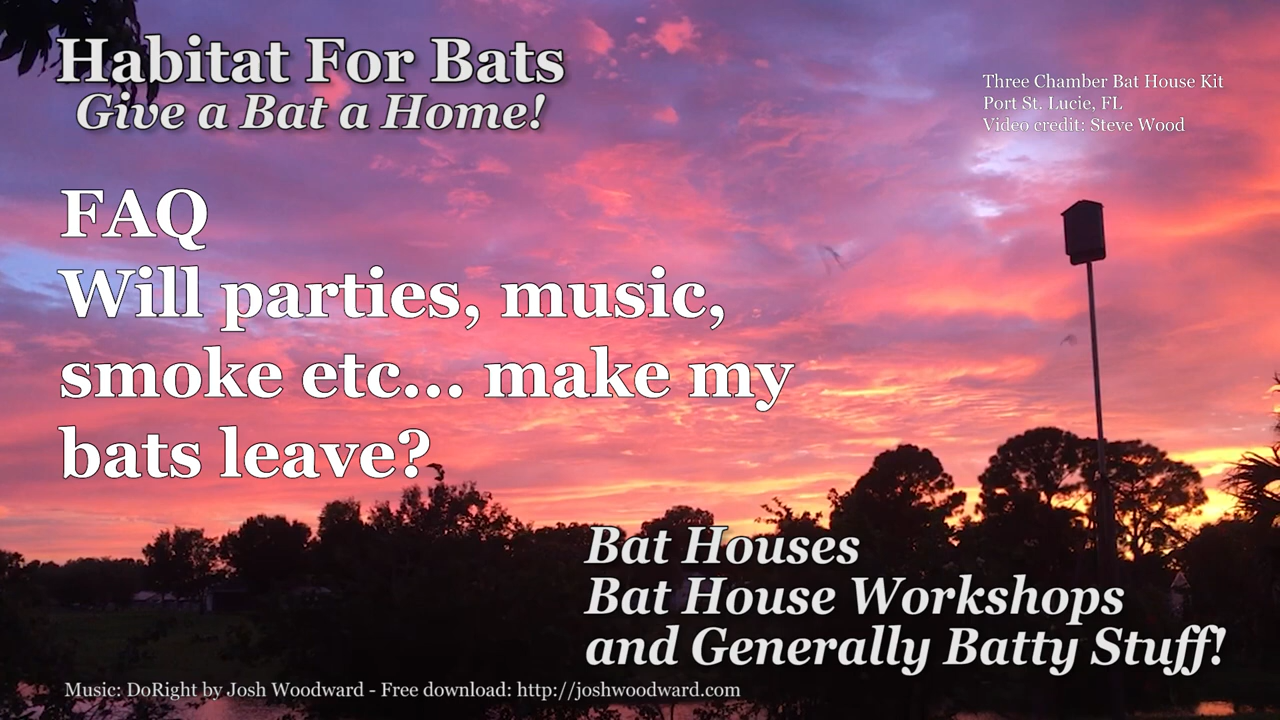 Habitat For Bats
Give a Bat a Home!
Three Chamber Bat House Kit
Port St. Lucie, FL
Video credit: Steve Wood
FAQ
Will parties, music,
smoke etc... make my
bats leave?
Bat Houses
Bat House Workshops
and Generally Batty Stuff!
Music: DoRight by Josh Woodward - Free download: http://joshwoodward.com